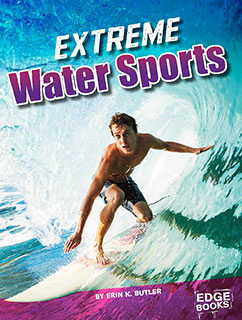 EXTREME
Water Sports
BY ERIN K. BUTLER
EDGE
BOOKS